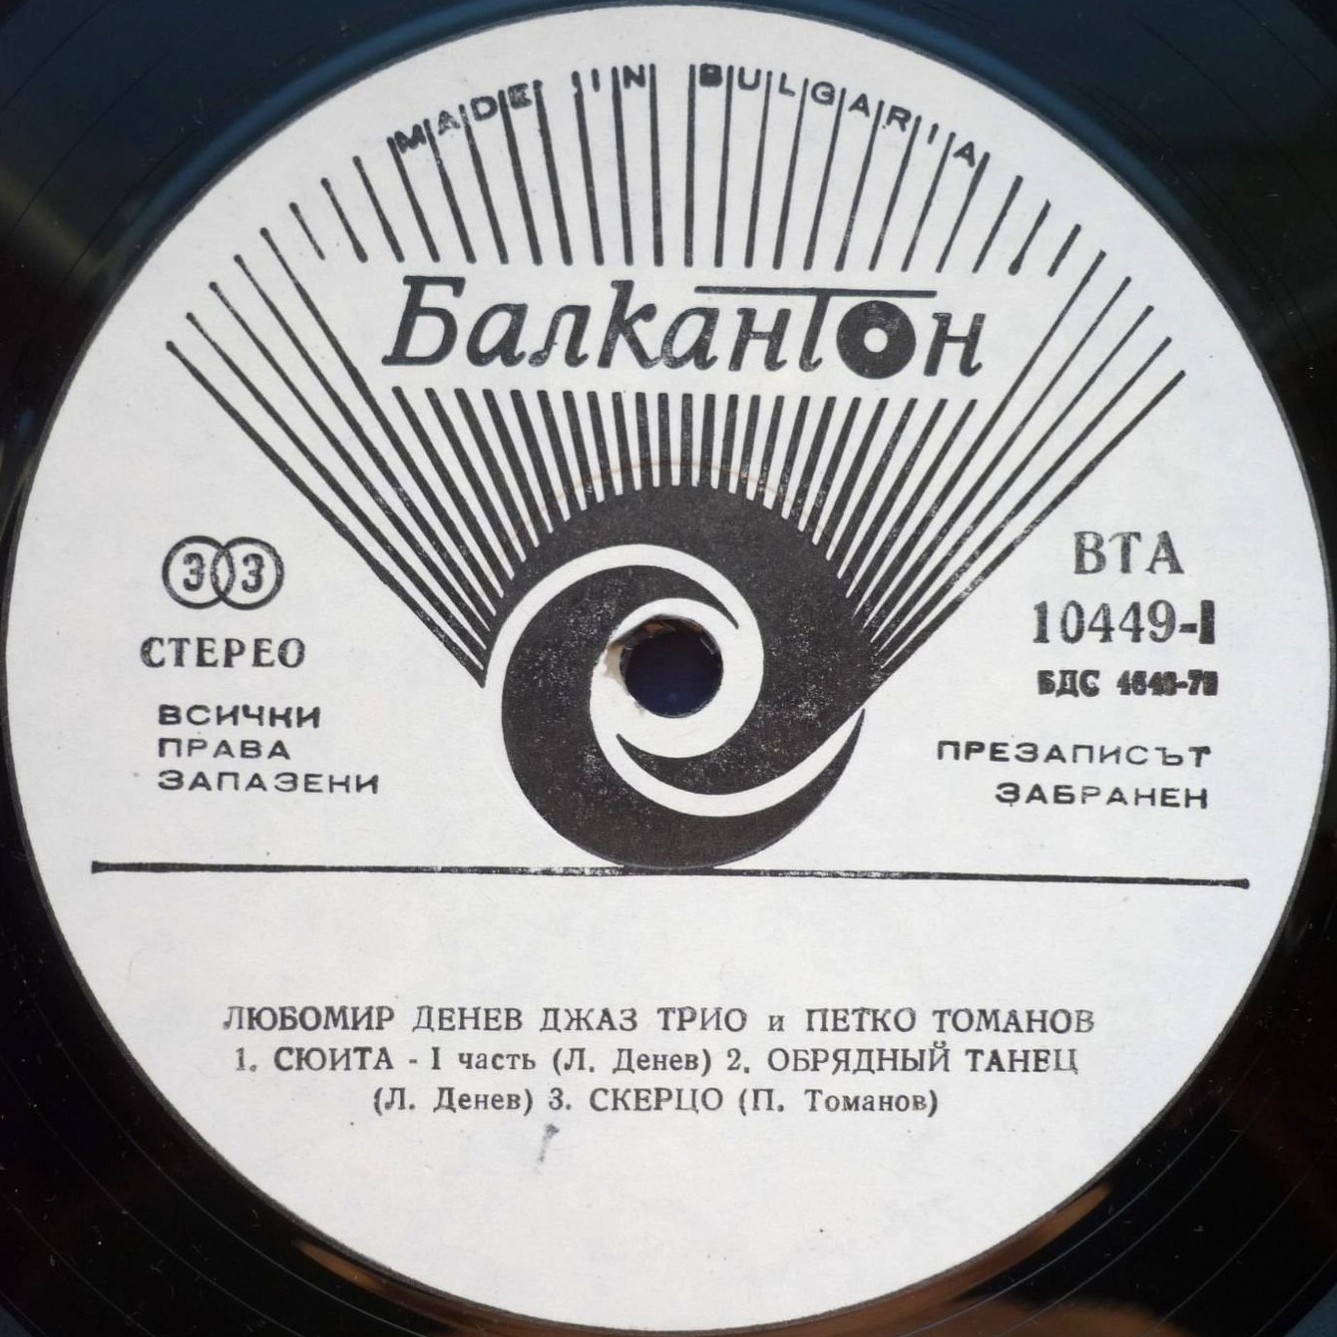 MADE IN BULGARIA
Балкантон
33
СТЕРЕО
ВСИЧКИ
ПРАВА
ЗАПАЗЕНИ
ВТА
10449-I
БДС
ПРЕЗАПИСЪТ
ЗАБРАНЕН
ЛЮБОМИР ДЕНЕВ ДЖАЗ ТРИО и ПЕТКО ТОМАНОВ
1. СЮИТА - I часть (Л. Денев) 2. ОБРЯДНЫЙ ТАНЕЦ
(Л. Денев) 3. СКЕРЦО (П. Томанов)